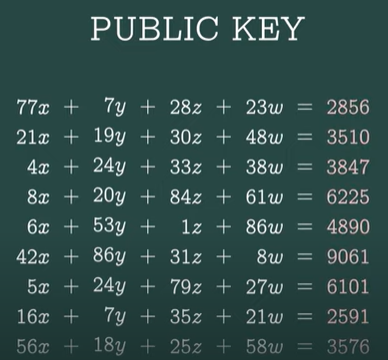 PUBLIC KEY
77x + 7y + 28z + 23w = 2856
21x + 19y + 30z + 48w = 3510
4x + 24y + 33z + 38w = 3847
8x + 20y + 84z + 61w = 6225
6x + 53y + 1z + 86w = 4890
42x + 86y + 31z + 8w = 9061
5x + 24y + 79z + 27w = 6101
16x + 7y + 35z + 21w = 2591
56x + 18y + 25z + 58w = 3576